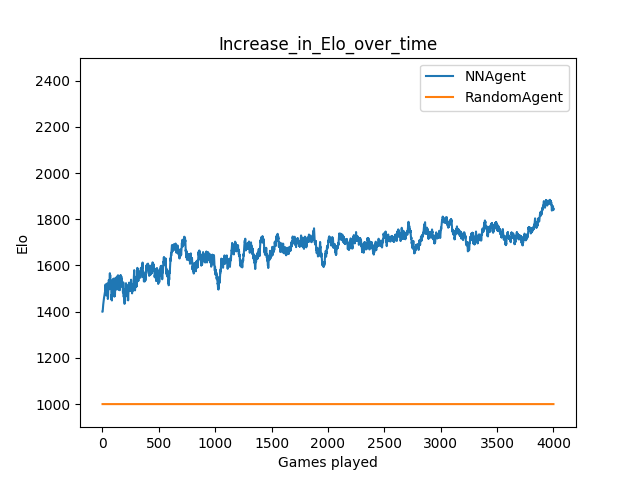 Increase_in_Elo_over_time
NNAgent
RandomAgent
Elo
2400
2200
2000
1800
1600
1400
1200
1000
0 500 1000 1500 2000 2500 3000 3500 4000
Games played